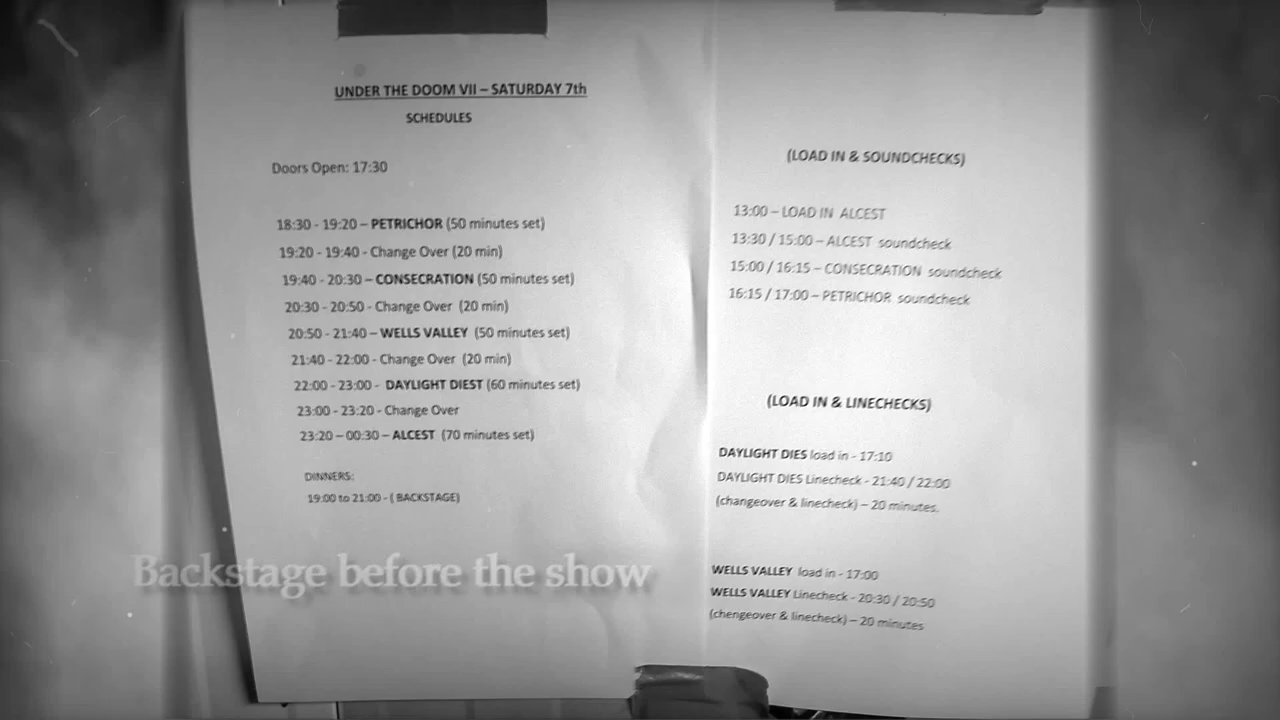 UNDER THE DOOM VII – SATURDAY 7th
SCHEDULES
Doors Open: 17:30
18:30 - 19:20 – PETRICHOR (50 minutes set)
19:20 - 19:40 - Change Over (20 min)
19:40 - 20:30 – CONSECRATION (50 minutes set)
20:30 - 20:50 - Change Over (20 min)
20:50 - 21:40 – WELLS VALLEY (50 minutes set)
21:40 - 22:00 - Change Over (20 min)
22:00 - 23:00 - DAYLIGHT DIEST (60 minutes set)
23:00 - 23:20 - Change Over
23:20 – 00:30 – ALCEST (70 minutes set)
DINNERS:
19:00 to 21:00 - ( BACKSTAGE)
(LOAD IN & SOUNDCHECKS)
13:00 – LOAD IN ALCEST
13:30 / 15:00 – ALCEST soundcheck
15:00 / 16:15 – CONSECRATION soundcheck
16:15 / 17:00 – PETRICHOR soundcheck
(LOAD IN & LINECHECKS)
DAYLIGHT DIES load in - 17:10
DAYLIGHT DIES Linecheck - 21:40 / 22:00
(changeover & linecheck) – 20 minutes.
WELLS VALLEY load in - 17:00
WELLS VALLEY Linecheck - 20:30 / 20:50
(chengeover & linecheck) – 20 minutes
Backstage before the show